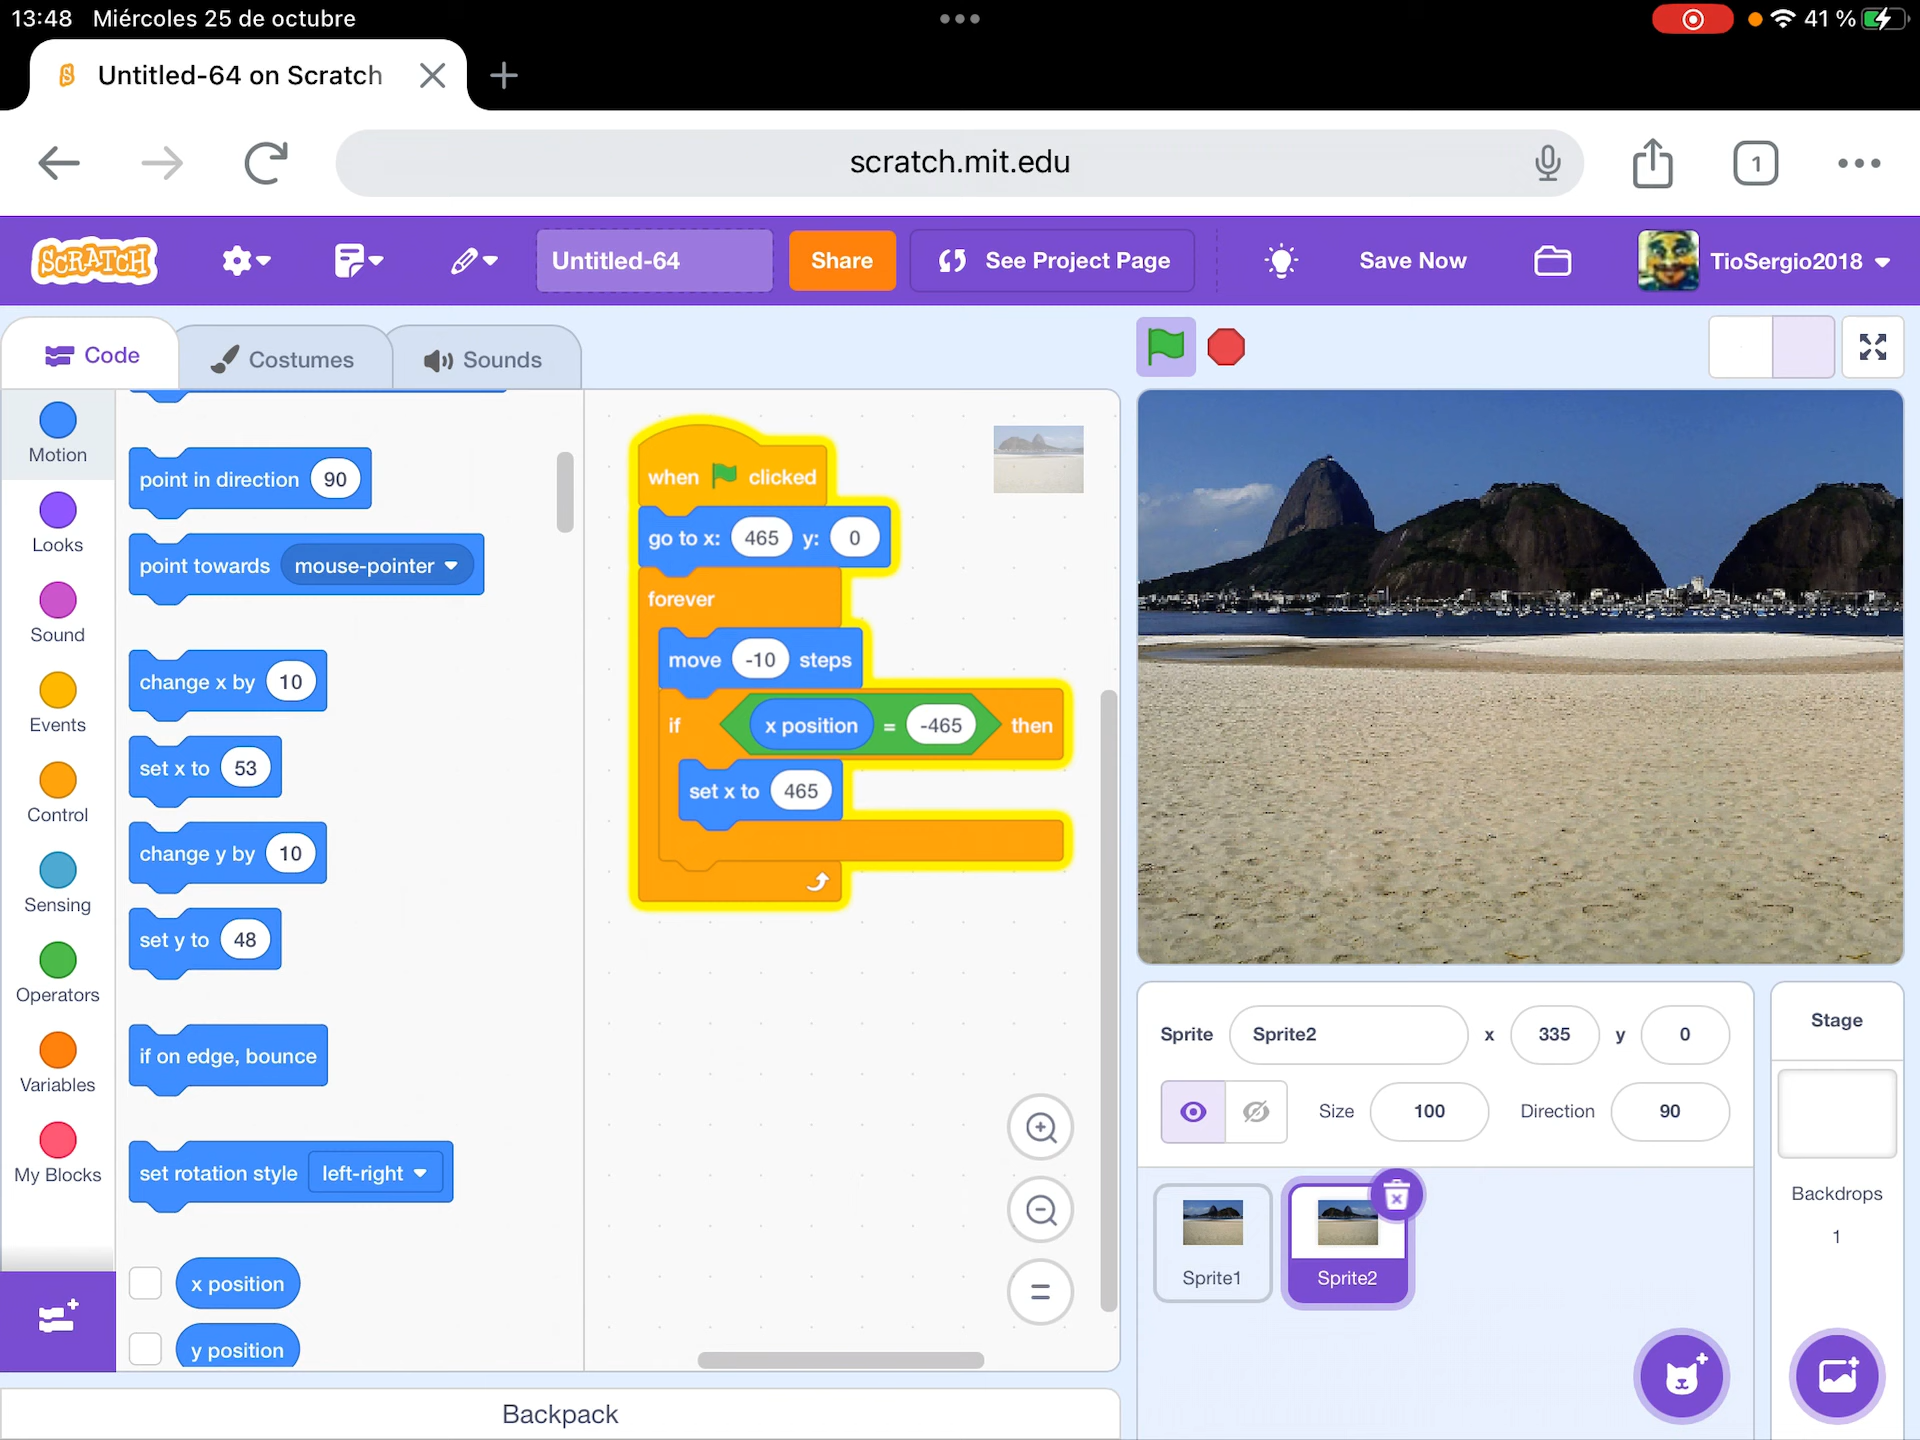 13:48 Miércoles 25 de octubre
41 %
Untitled-64 on Scratch
scratch.mit.edu
1
SCRATCH
Untitled-64
Share
See Project Page
Save Now
TioSergio2018
Code
Costumes
Sounds
Motion
Looks
Sound
Events
Control
Sensing
Operators
Variables
My Blocks
point in direction 90
point towards mouse-pointer
change x by 10
set x to 53
change y by 10
set y to 48
if on edge, bounce
set rotation style left-right
x position
y position
when clicked
go to x: 465 y: 0
forever
move -10 steps
if x position = -465 then
set x to 465
Backpack
Sprite Sprite2 x 335 y 0
Size 100 Direction 90
Sprite1
Sprite2
Stage
Backdrops
1